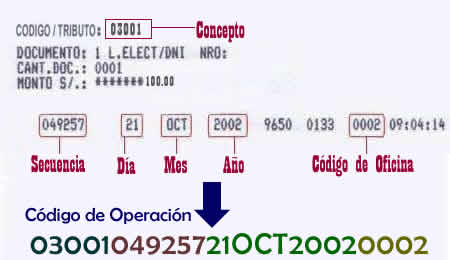 CODIGO/TRIBUTO: 03001 Concepto
DOCUMENTO: 1 L.ELECT/DNI NRO:
CANT.DOC.: 0001
MONTO S/.: *******100.00
049257 21 OCT 2002 9650 0133 0002 09:04:14
Secuencia Día Mes Año Código de Oficina
Código de Operación
0300104925721OCT20020002